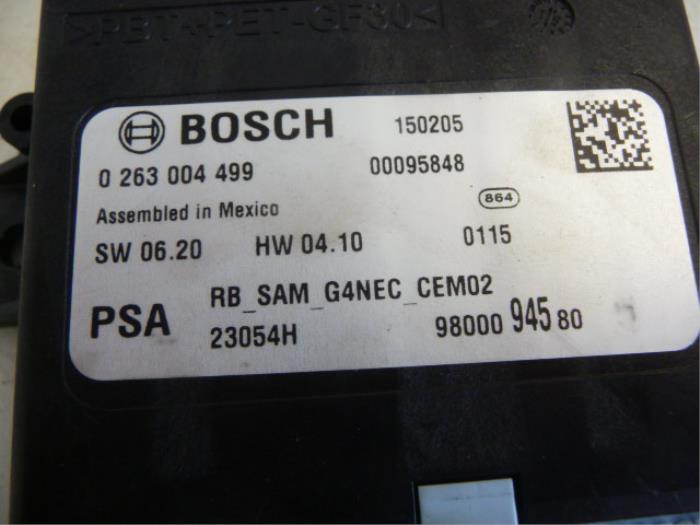 >PBT+PET-GF30<
BOSCH 150205
0 263 004 499 00095848
Assembled in Mexico 864
SW 06.20 HW 04.10 0115
PSA RB_SAM_G4NEC_CEM02
23054H 98000 945 80